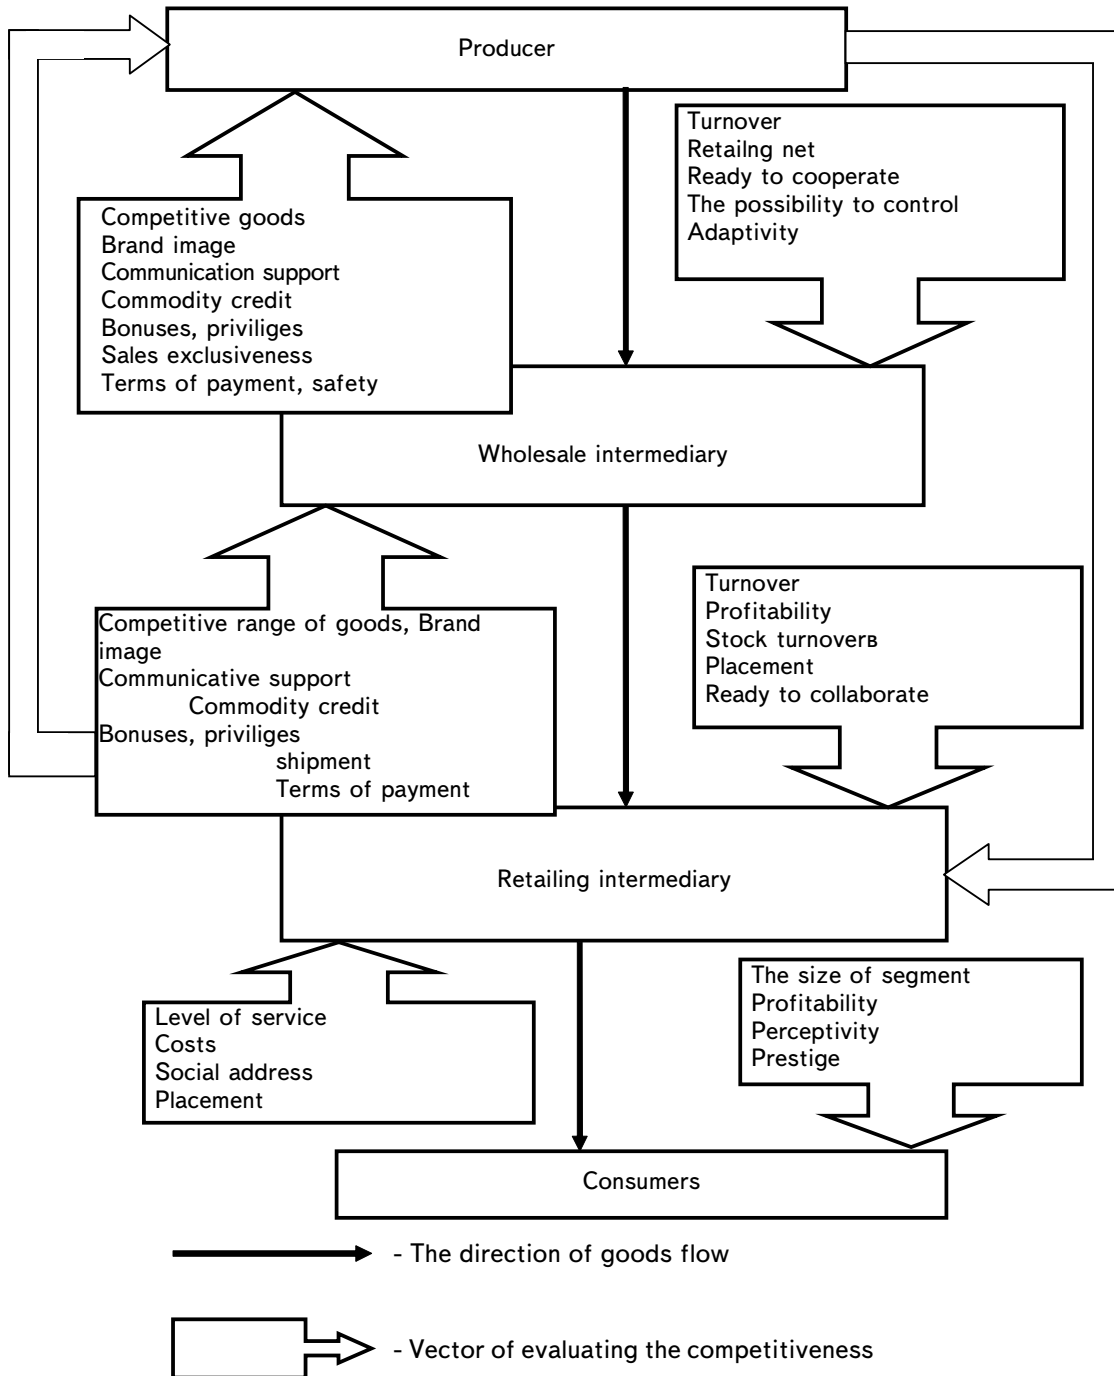 Producer
Turnover
Retailng net
Ready to cooperate
The possibility to control
Adaptivity
Competitive goods
Brand image
Communication support
Commodity credit
Bonuses, priviliges
Sales exclusiveness
Terms of payment, safety
Wholesale intermediary
Turnover
Profitability
Stock turnoverв
Placement
Ready to collaborate
Competitive range of goods, Brand
image
Communicative support
Commodity credit
Bonuses, priviliges
shipment
Terms of payment
Retailing intermediary
The size of segment
Profitability
Perceptivity
Prestige
Level of service
Costs
Social address
Placement
Consumers
- The direction of goods flow
- Vector of evaluating the competitiveness